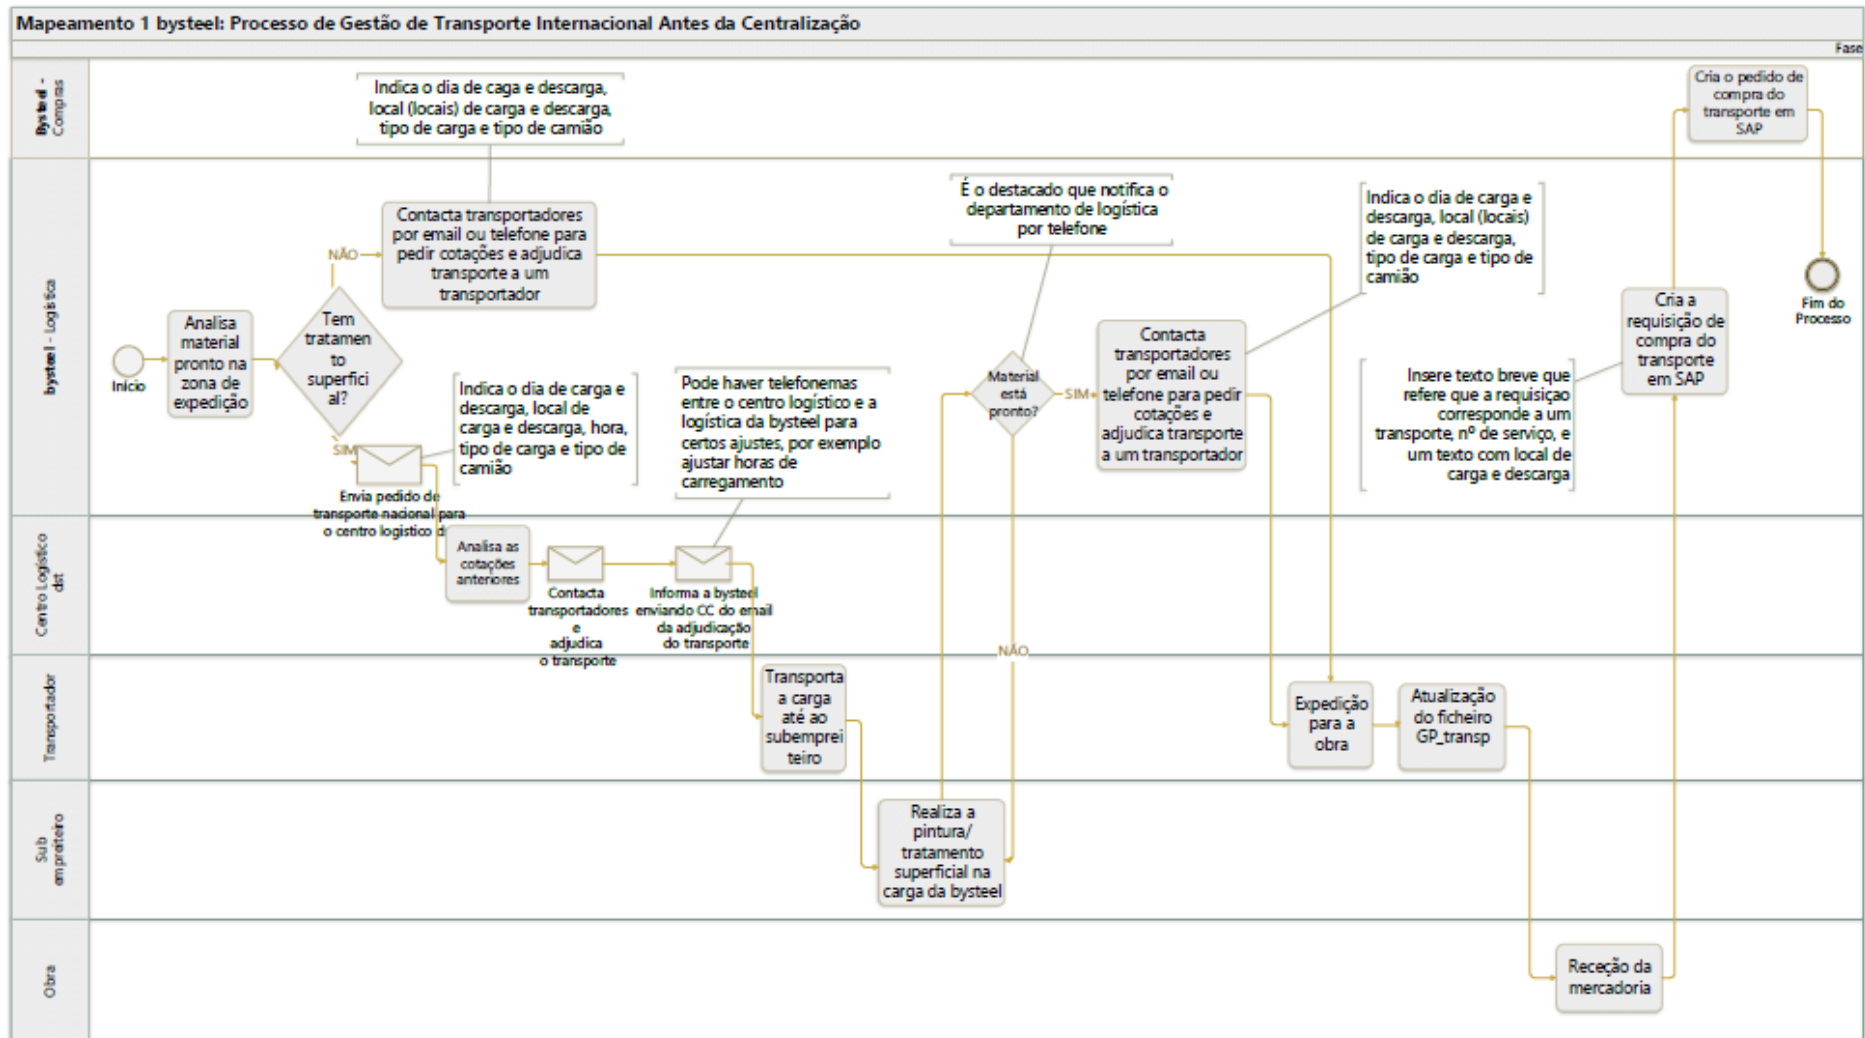 Mapeamento 1 bysteel: Processo de Gestão de Transporte Internacional Antes da Centralização
Fase
Bysteel -
Compras
Indica o dia de caga e descarga,
local (locais) de carga e descarga,
tipo de carga e tipo de camião
Cria o pedido de
compra do
transporte em
SAP
bysteel - Logística
Início
Analisa
material
pronto na
zona de
expedição
Tem
tratamen
to
superfici
al?
NÃO
Contacta transportadores
por email ou telefone para
pedir cotações e adjudica
transporte a um
transportador
SIM
Envia pedido de
transporte nacional para
o centro logistico d
Indica o dia de carga e
descarga, local de
carga e descarga, hora,
tipo de carga e tipo de
camião
Pode haver telefonemas
entre o centro logístico e a
logística da bysteel para
certos ajustes, por exemplo
ajustar horas de
carregamento
É o destacado que notifica o
departamento de logística
por telefone
Material
está
pronto?
SIM
NÃO
Contacta
transportadores
por email ou
telefone para pedir
cotações e
adjudica transporte
a um transportador
Indica o dia de carga e
descarga, local (locais)
de carga e descarga,
tipo de carga e tipo de
camião
Insere texto breve que
refere que a requisiçao
corresponde a um
transporte, nº de serviço, e
um texto com local de
carga e descarga
Cria a
requisição de
compra do
transporte
em SAP
Fim do
Processo
Centro Logístico
dst
Analisa as
cotações
anteriores
Contacta
transportadores
e
adjudica
o transporte
Informa a bysteel
enviando CC do email
da adjudicação
do transporte
Transportador
Transporta
a carga
até ao
subemprei
teiro
Expedição
para a
obra
Atualização
do ficheiro
GP_transp
Sub
empreiteiro
Realiza a
pintura/
tratamento
superficial na
carga da bysteel
Obra
Receção da
mercadoria